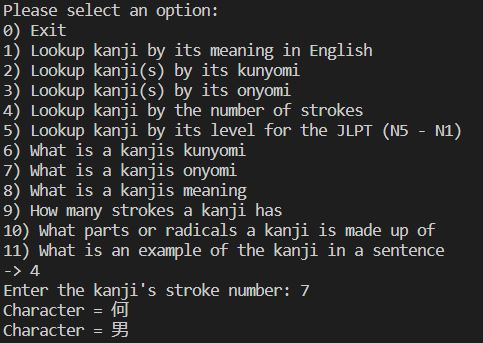 Please select an option:
0) Exit
1) Lookup kanji by its meaning in English
2) Lookup kanji(s) by its kunyomi
3) Lookup kanji(s) by its onyomi
4) Lookup kanji by the number of strokes
5) Lookup kanji by its level for the JLPT (N5 - N1)
6) What is a kanjis kunyomi
7) What is a kanjis onyomi
8) What is a kanjis meaning
9) How many strokes a kanji has
10) What parts or radicals a kanji is made up of
11) What is an example of the kanji in a sentence
-> 4
Enter the kanji's stroke number: 7
Character = 何
Character = 男